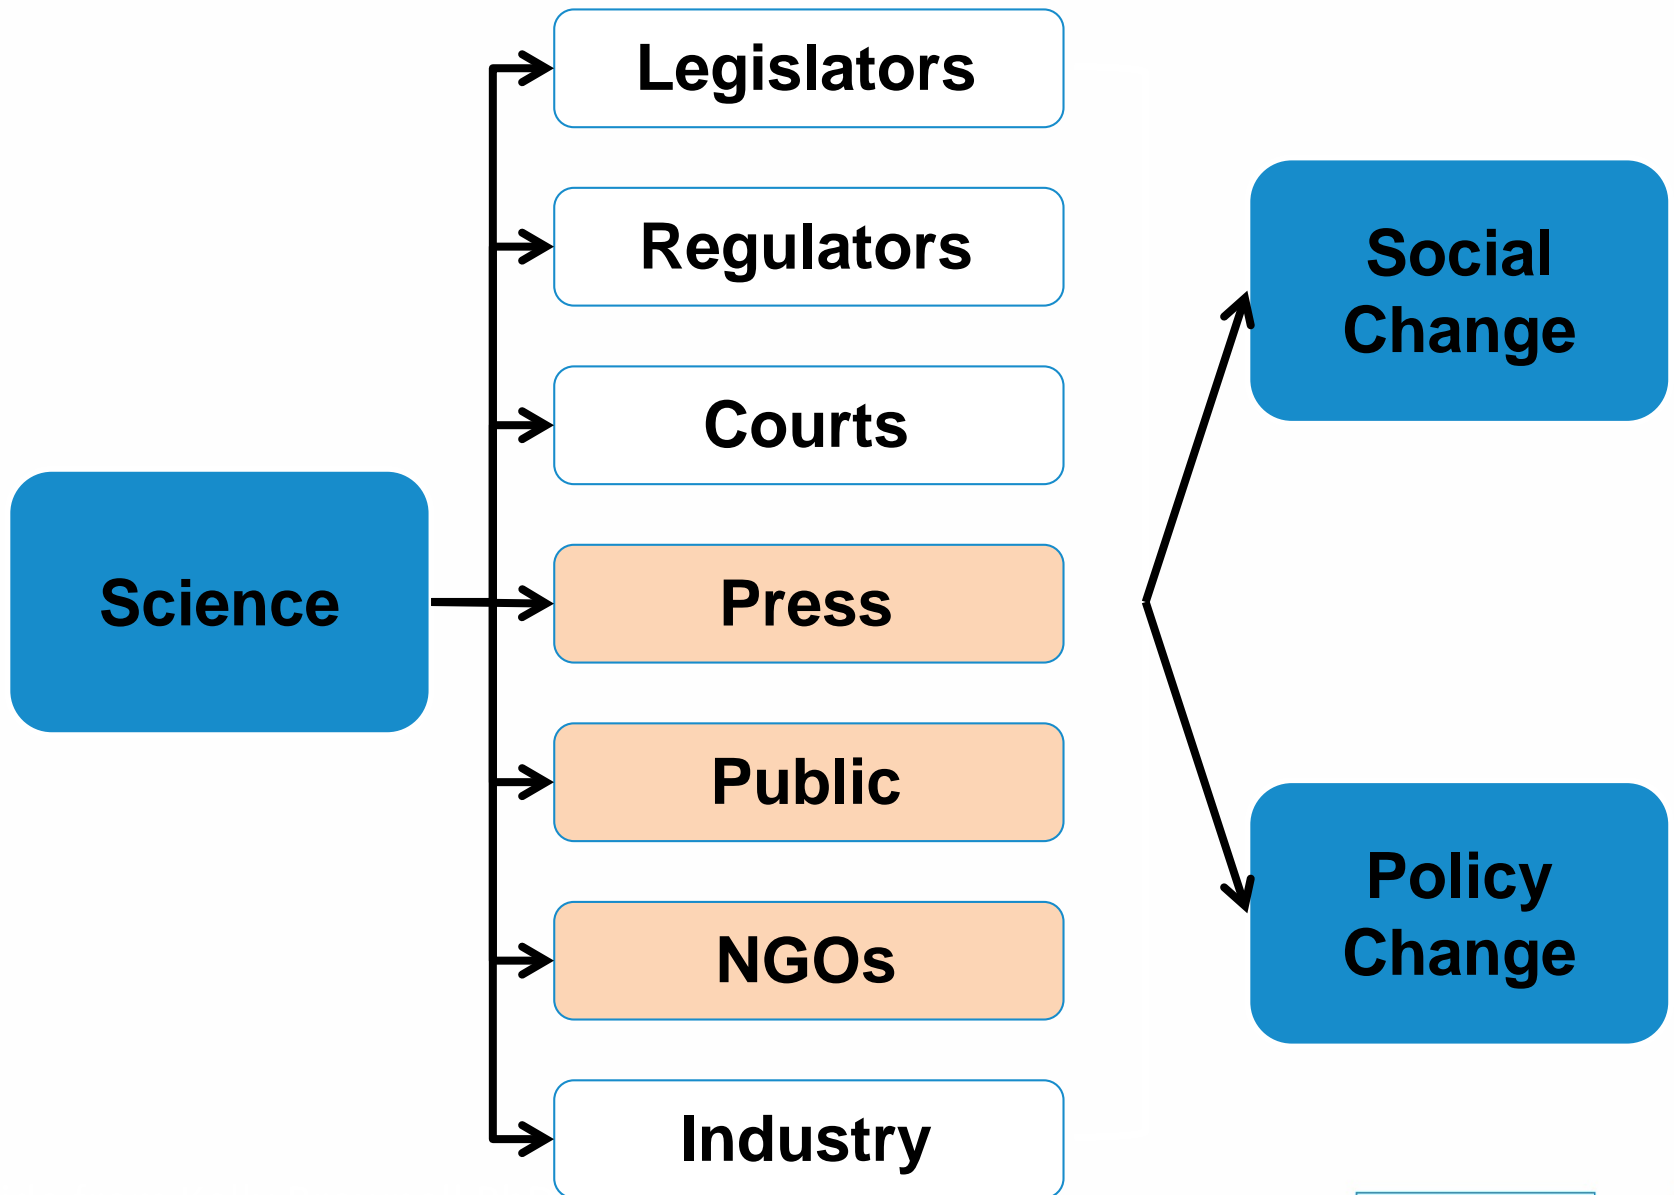 Legislators
Regulators
Courts
Science
Press
Public
NGOs
Industry
Social
Change
Policy
Change